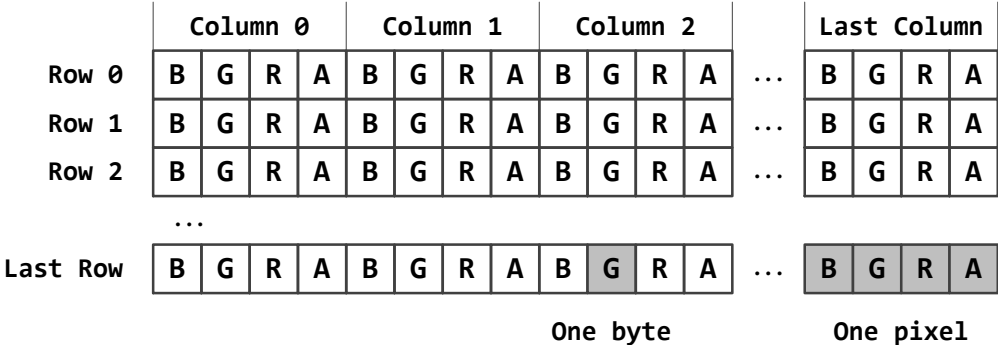 Column 0 Column 1 Column 2 Last Column
Row 0 B G R A B G R A B G R A ... B G R A
Row 1 B G R A B G R A B G R A ... B G R A
Row 2 B G R A B G R A B G R A ... B G R A
...
Last Row B G R A B G R A B G R A ... B G R A
One byte One pixel